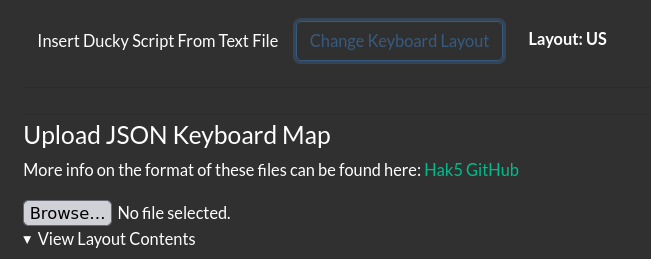 Insert Ducky Script From Text File Change Keyboard Layout Layout: US
Upload JSON Keyboard Map
More info on the format of these files can be found here: Hak5 GitHub
Browse... No file selected.
▾ View Layout Contents